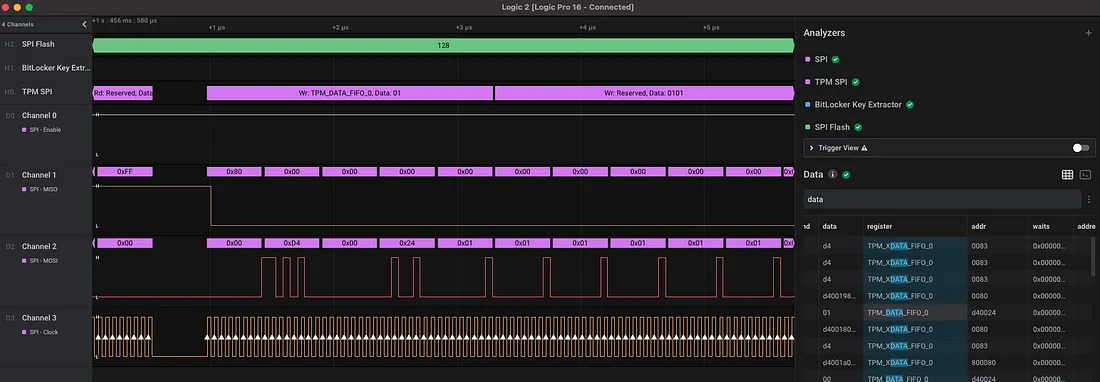 Logic 2 [Logic Pro 16 - Connected]
4 Channels
+1 s : 456 ms : 580 µs
+1 µs
+2 µs
+3 µs
+4 µs
+5 µs
H2 SPI Flash
128
H1 BitLocker Key Extr...
H0 TPM SPI
Rd: Reserved, Data
Wr: TPM_DATA_FIFO_0, Data: 01
Wr: Reserved, Data: 0101
D0 Channel 0
SPI - Enable
H
L
D1 Channel 1
SPI - MISO
0xFF 0x80 0x00 0x00 0x00 0x00 0x00 0x00 0x00 0x00 0x00
H
L
D2 Channel 2
SPI - MOSI
0x00 0x00 0xD4 0x00 0x24 0x01 0x01 0x01 0x01 0x01 0x01
H
L
D3 Channel 3
SPI - Clock
H
L
Analyzers
SPI
TPM SPI
BitLocker Key Extractor
SPI Flash
Trigger View
Data
data
nd data register addr waits addre
d4 TPM_XDATA_FIFO_0 0083 0x00000...
d4 TPM_XDATA_FIFO_0 0083 0x00000...
d4 TPM_XDATA_FIFO_0 0083 0x00000...
d400198... TPM_XDATA_FIFO_0 0080 0x00000...
01 TPM_DATA_FIFO_0 d40024 0x00000...
d400180... TPM_XDATA_FIFO_0 0080 0x00000...
d4 TPM_XDATA_FIFO_0 0083 0x00000...
d4001a0... TPM_XDATA_FIFO_0 800080 0x00000...
00 TPM_DATA_FIFO_0 d40024 0x00000...